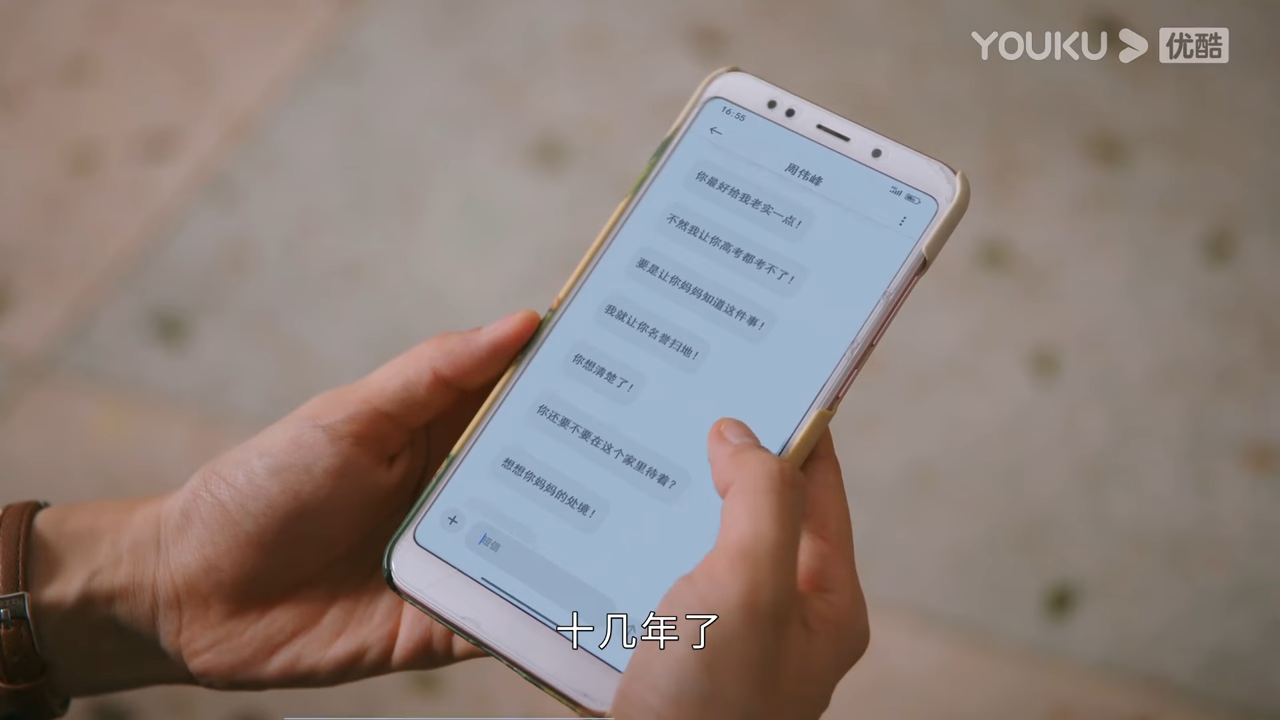 YOUKU 优酷
16:55
周伟峰
你最好给我老实一点！
不然我让你高考都考不了！
要是让你妈妈知道这件事！
我就让你名誉扫地！
你想清楚了！
你还要不要在这个家里待着？
想想你妈妈的处境！
短信
十几年了